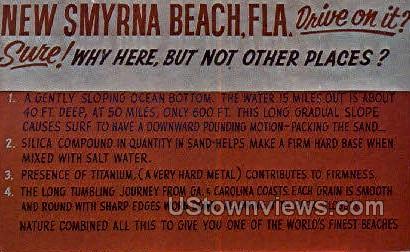 NEW SMYRNA BEACH, FLA. Drive on it?
Sure! WHY HERE, BUT NOT OTHER PLACES?
1. A GENTLY SLOPING OCEAN BOTTOM. THE WATER 15 MILES OUT IS ABOUT
40 FT. DEEP, AT 50 MILES, ONLY 600 FT. THIS LONG GRADUAL SLOPE
CAUSES SURF TO HAVE A DOWNWARD POUNDING MOTION-PACKING THE SAND...
2. SILICA COMPOUND IN QUANTITY IN SAND-HELPS MAKE A FIRM HARD BASE WHEN
MIXED WITH SALT WATER.
3. PRESENCE OF TITANIUM, (A VERY HARD METAL) CONTRIBUTES TO FIRMNESS.
4. THE LONG TUMBLING JOURNEY FROM GA. & CAROLINA COASTS. EACH GRAIN IS SMOOTH
AND ROUND WITH SHARP EDGES
UStownviews.com
NATURE COMBINED ALL THIS TO GIVE YOU ONE OF THE WORLD'S FINEST BEACHES